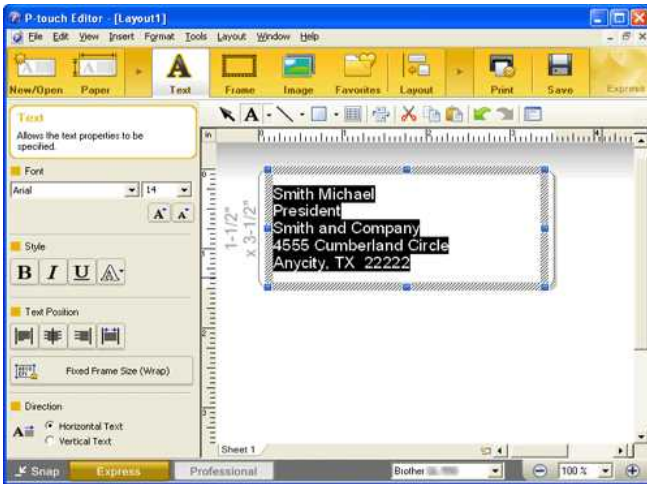 P-touch Editor - [Layout1]
File Edit View Insert Format Tools Layout Window Help
New/Open Paper Text Frame Image Favorites Layout Print Save Express
A
Text
Allows the text properties to be
specified.
in
Font
Arial 14
A A
Style
B I U A
Text Position
Fixed Frame Size (Wrap)
Direction
A
Horizontal Text
Vertical Text
1-1/2"
x 3-1/2"
Smith Michael
President
Smith and Company
4555 Cumberland Circle
Anycity, TX 22222
Sheet 1
Snap Express Professional Brother 100 %